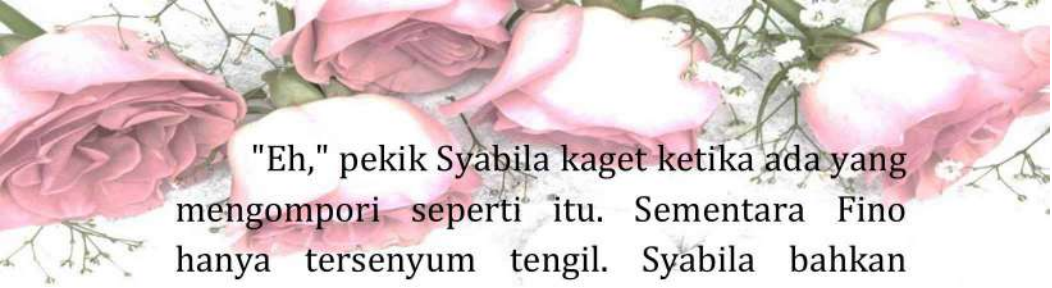 "Eh," pekik Syabila kaget ketika ada yang
mengompori seperti itu. Sementara Fino
hanya tersenyum tengil. Syabila bahkan